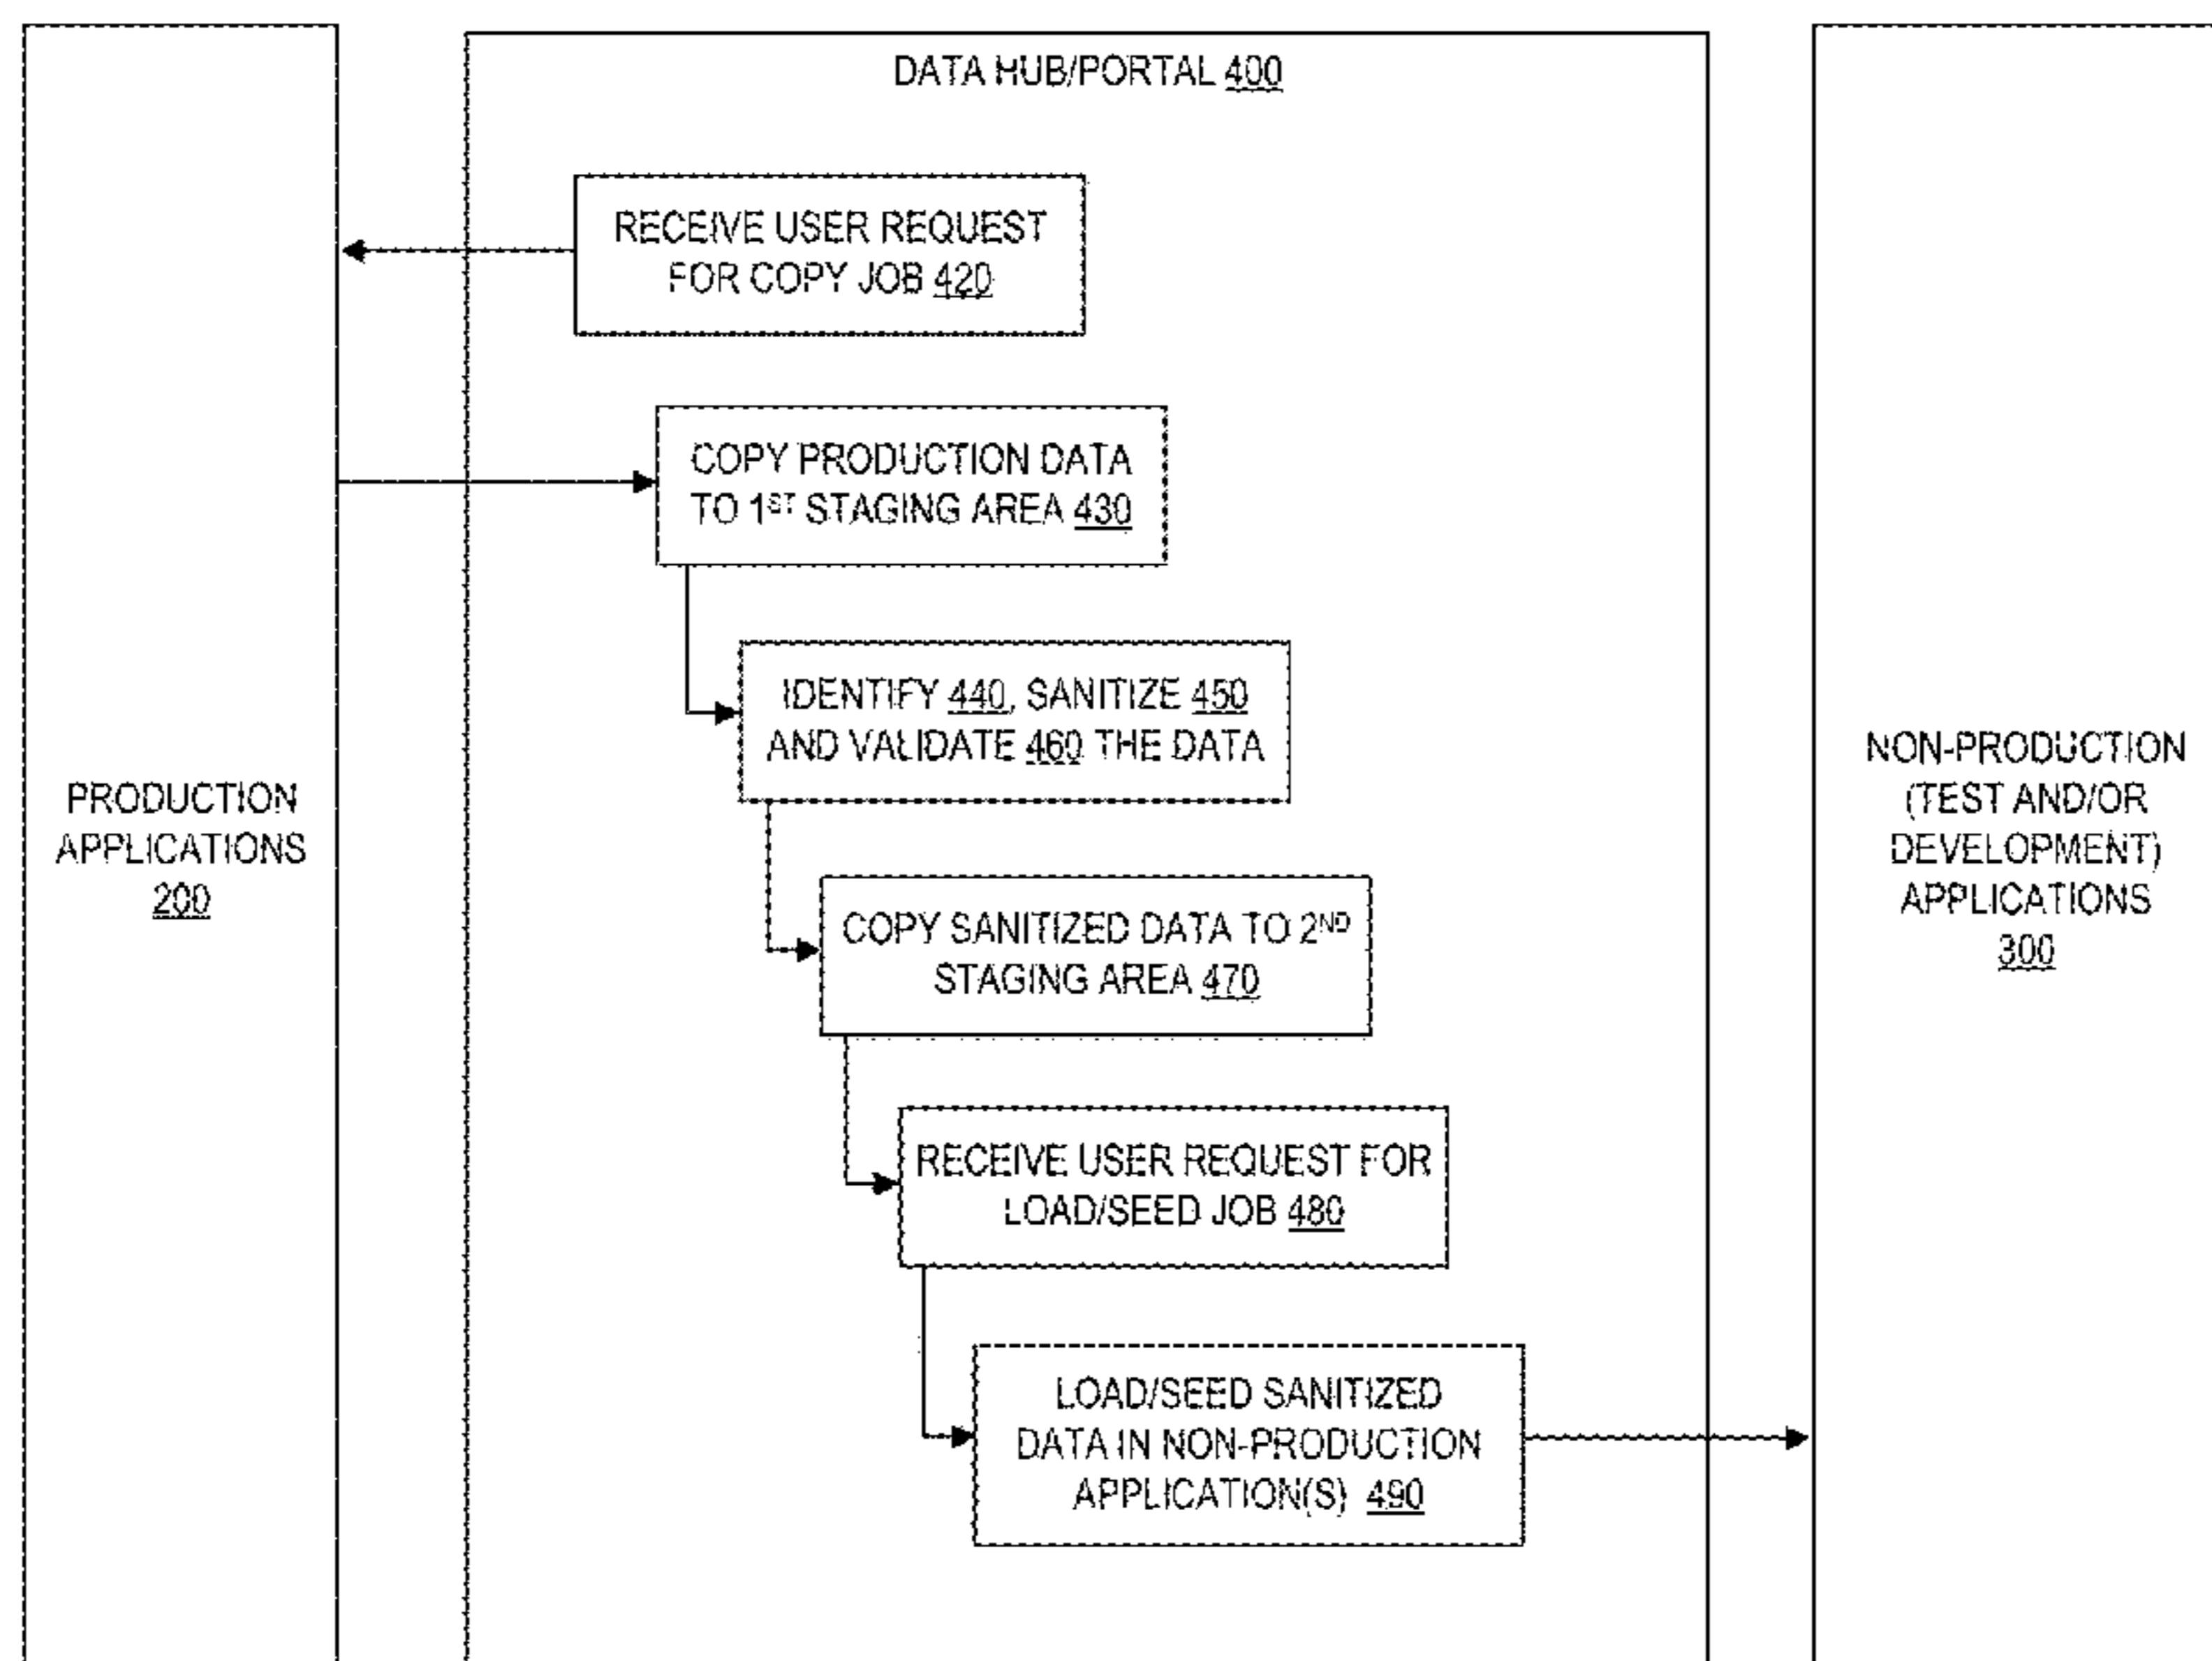 DATA HUB/PORTAL 400
RECEIVE USER REQUEST
FOR COPY JOB 420
COPY PRODUCTION DATA
TO 1ST STAGING AREA 430
IDENTIFY 440, SANITIZE 450
AND VALIDATE 460 THE DATA
PRODUCTION
APPLICATIONS
200
COPY SANITIZED DATA TO 2ND
STAGING AREA 470
RECEIVE USER REQUEST FOR
LOAD/SEED JOB 480
LOAD/SEED SANITIZED
DATA IN NON-PRODUCTION
APPLICATION(S) 490
NON-PRODUCTION
(TEST AND/OR
DEVELOPMENT)
APPLICATIONS
300